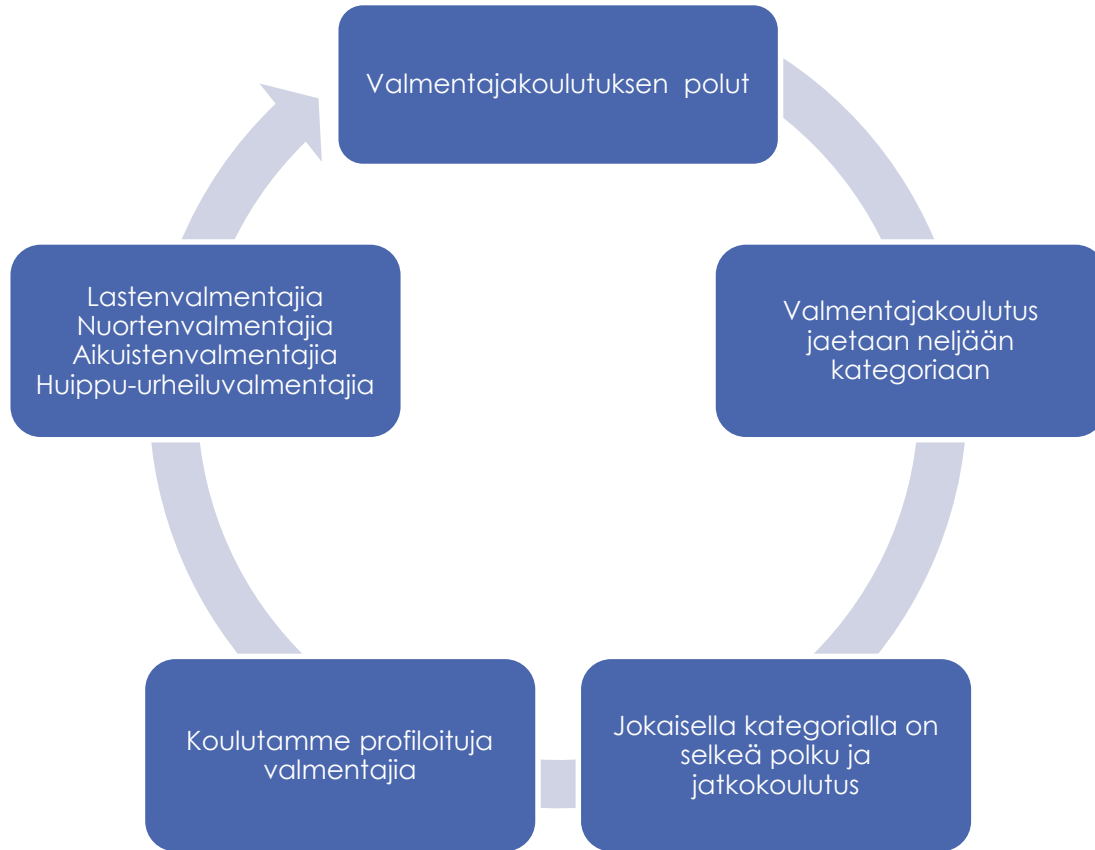 Valmentajakoulutuksen polut
Valmentajakoulutus
jaetaan neljään
kategoriaan
Jokaisella kategorialla on
selkeä polku ja
jatkokoulutus
Koulutamme profiloituja
valmentajia
Lastenvalmentajia
Nuortenvalmentajia
Aikuistenvalmentajia
Huippu-urheiluvalmentajia